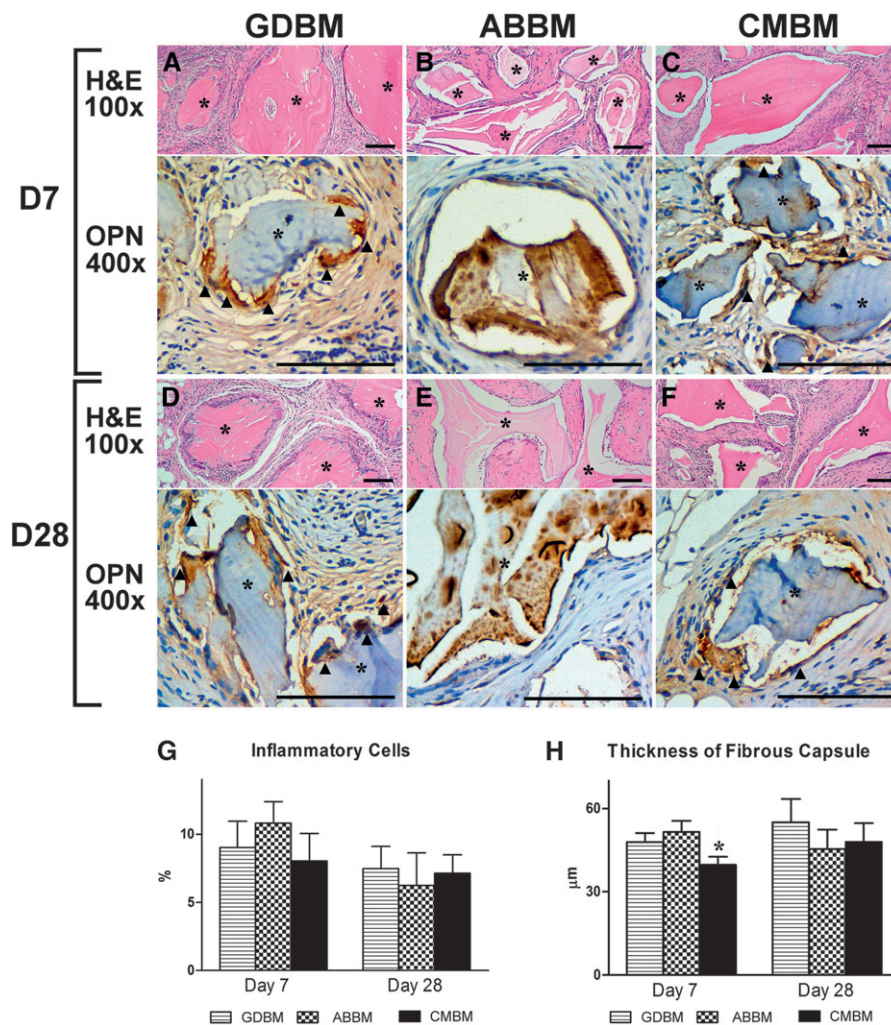 GDBM ABBM CMBM
D7
H&E
100x
A * * *
B * * * * *
C * *
OPN
400x
*
*
* * *
D28
H&E
100x
D * * *
E * *
F * * *
OPN
400x
* *
*
*
G Inflammatory Cells
%
10
5
0
Day 7 Day 28
GDBM ABBM CMBM
H Thickness of Fibrous Capsule
µm
60
30
0
*
Day 7 Day 28
GDBM ABBM CMBM